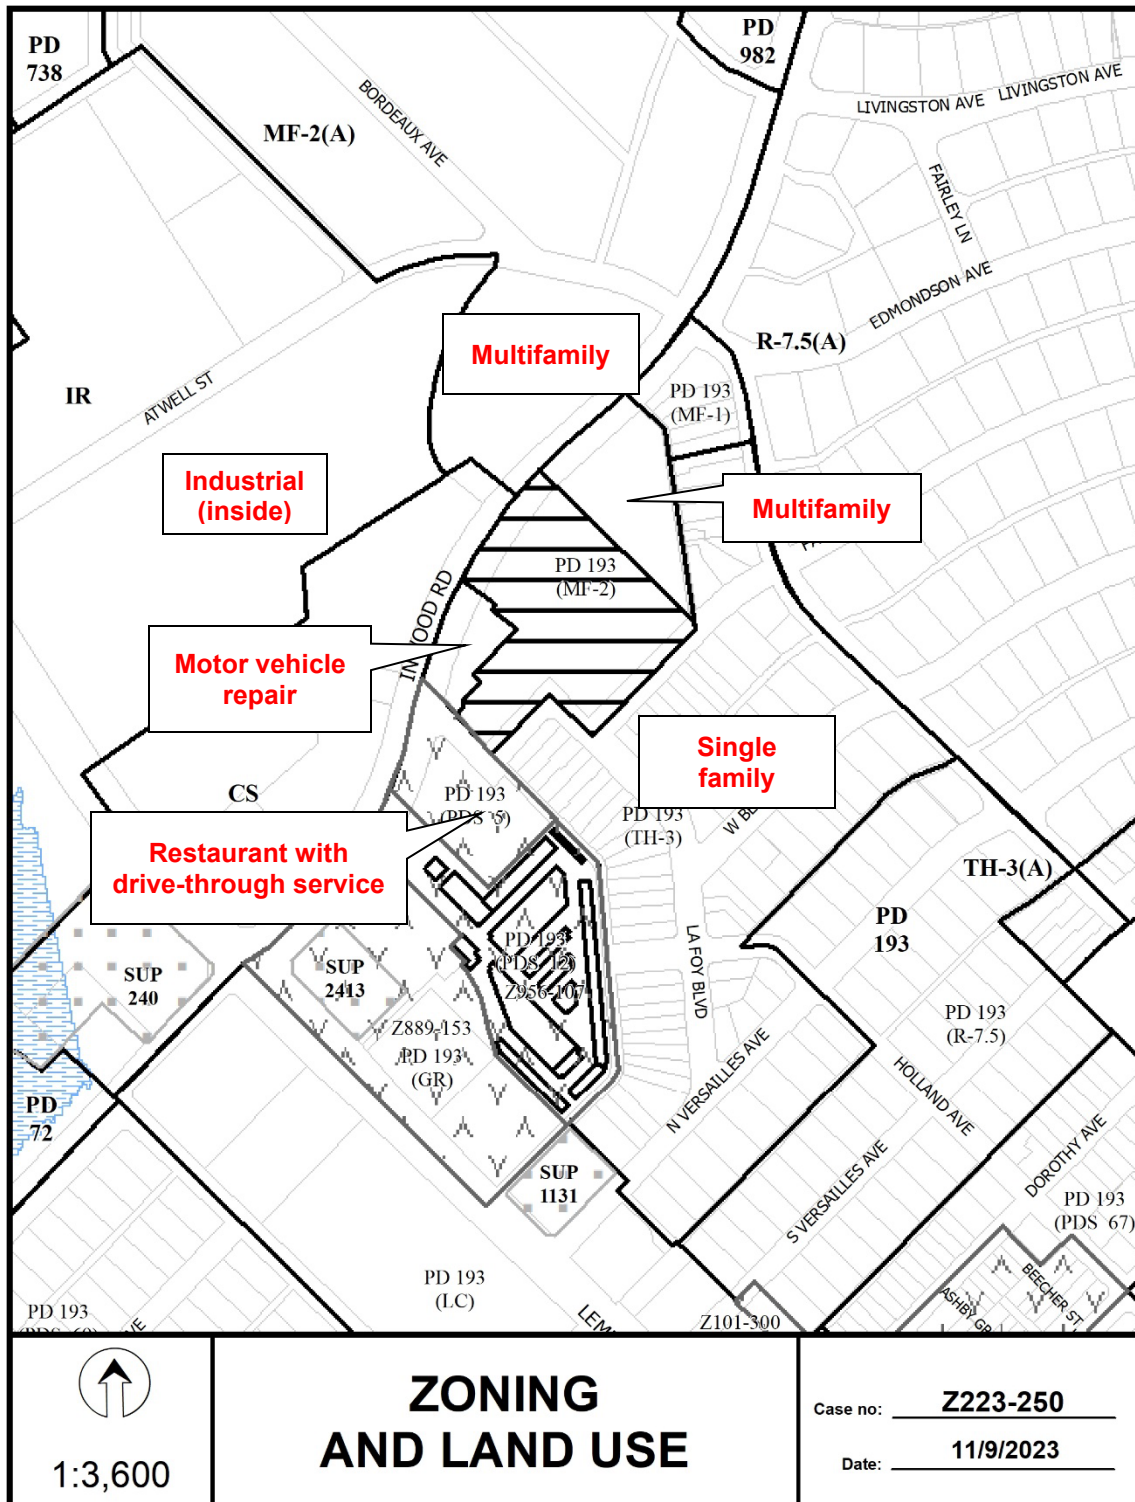 PD
738
PD
982
MF-2(A)
BORDEAUX AVE
LIVINGSTON AVE LIVINGSTON AVE
FAIRLEY LN
EDMONDSON AVE
R-7.5(A)
Multifamily
IR
ATWELL ST
PD 193
(MF-1)
Industrial
(inside)
Multifamily
PD 193
(MF-2)
INWOOD RD
Motor vehicle
repair
Single
family
CS
PD 193
(PDS 5)
PD 193
(TH-3)
Restaurant with
drive-through service
TH-3(A)
PD
193
PD 193
(PDS 12)
Z956-107
LA FOY BLVD
SUP
240
SUP
2413
Z889-153
PD 193
(GR)
PD 193
(R-7.5)
N VERSAILLES AVE
HOLLAND AVE
PD
72
DOROTHY AVE
S VERSAILLES AVE
SUP
1131
PD 193
(PDS 67)
PD 193
(LC)
BEECHER ST
PD 193
Z101-300
ZONING
AND LAND USE
1:3,600
Case no: Z223-250
Date: 11/9/2023